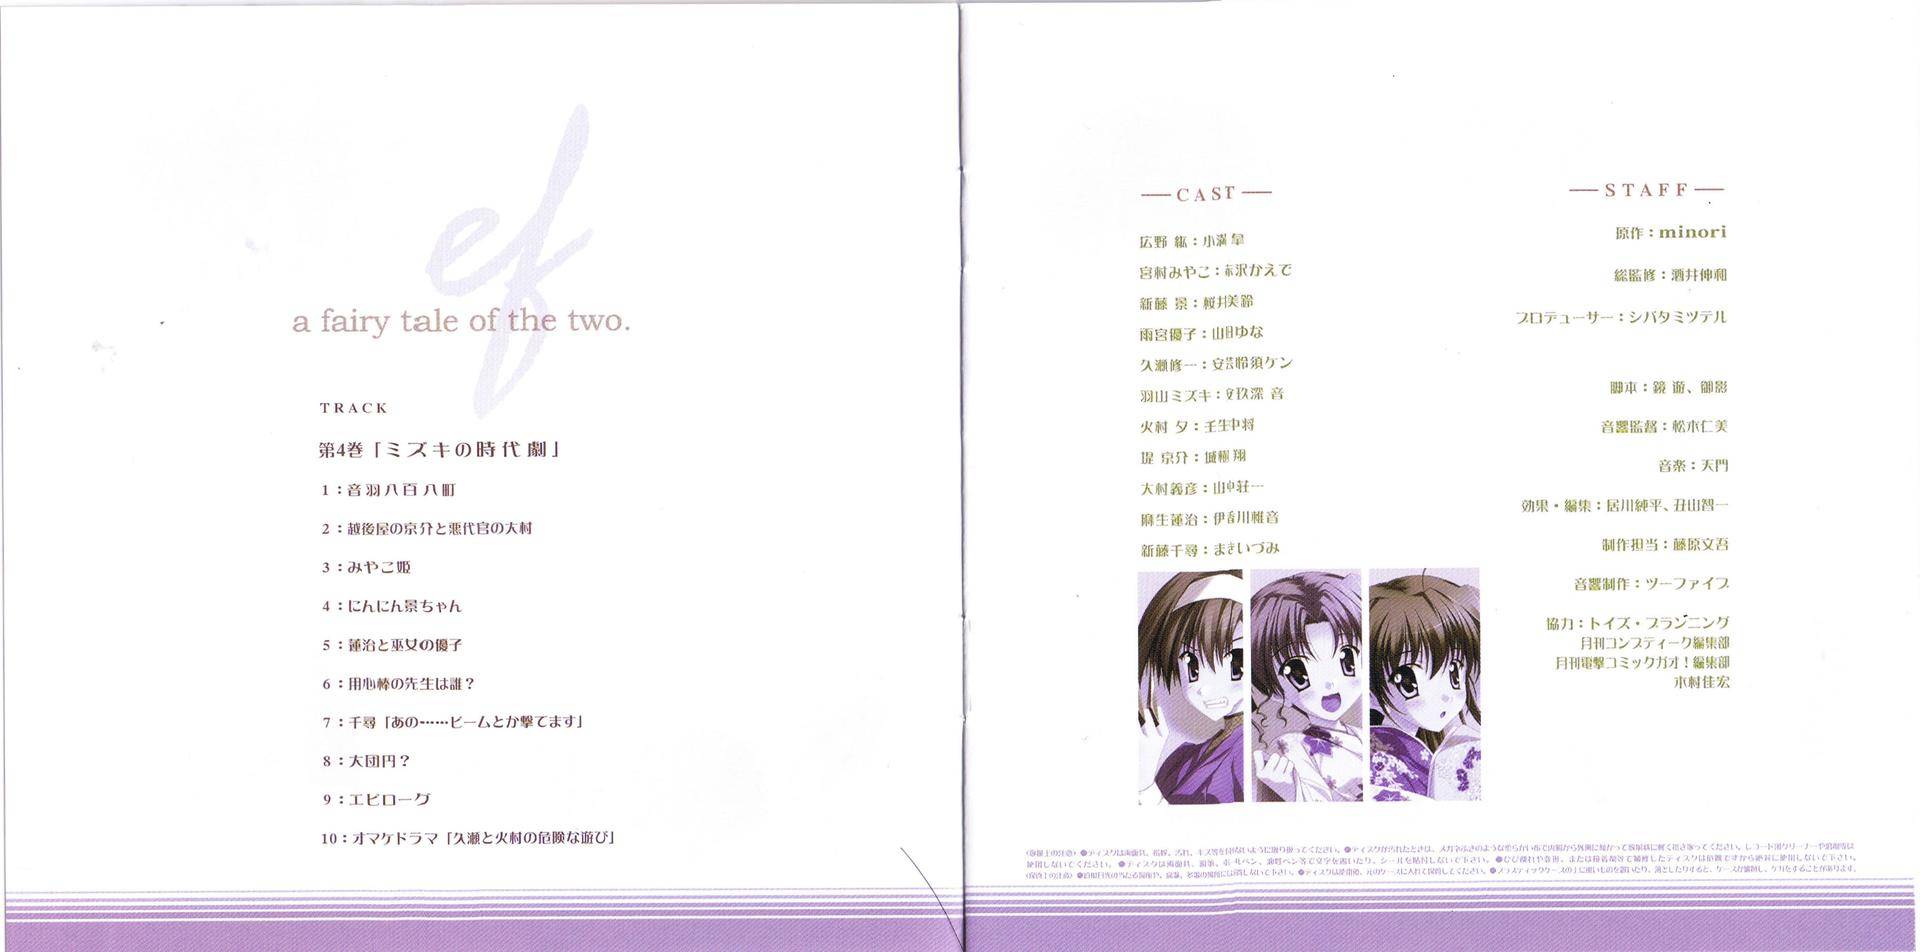 ef
a fairy tale of the two.
TRACK
第4巻「ミズキの時代劇」
1：音羽八百八町
2：越後屋の京介と悪代官の大村
3：みやこ姫
4：にんにん景ちゃん
5：蓮治と巫女の優子
6：用心棒の先生は誰？
7：千尋「あの……ビームとか撃てます」
8：大団円？
9：エピローグ
10：オマケドラマ「久瀬と火村の危険な遊び」
CAST
広野 紘：小満 皐
宮村みやこ：赤沢かえで
新藤 景：桜井美鈴
雨宮優子：山田ゆな
久瀬修一：安芸怜須ケン
羽山ミズキ：玖深 音
火村 夕：壬生中将
堤 京介：城樹 翔
大村義彦：山中荘一
麻生蓮治：伊香川椎音
新藤千尋：まきいづみ
STAFF
原作：minori
総監修：酒井伸和
プロデューサー：シバタミツテル
脚本：鏡 遊、御影
音響監督：松本仁美
音楽：天門
効果・編集：居川純平、丑山智一
制作担当：藤原文吾
音響制作：ツーファイブ
協力：トイズ・プランニング
月刊コンプティーク編集部
月刊電撃コミックガオ！編集部
木村佳宏